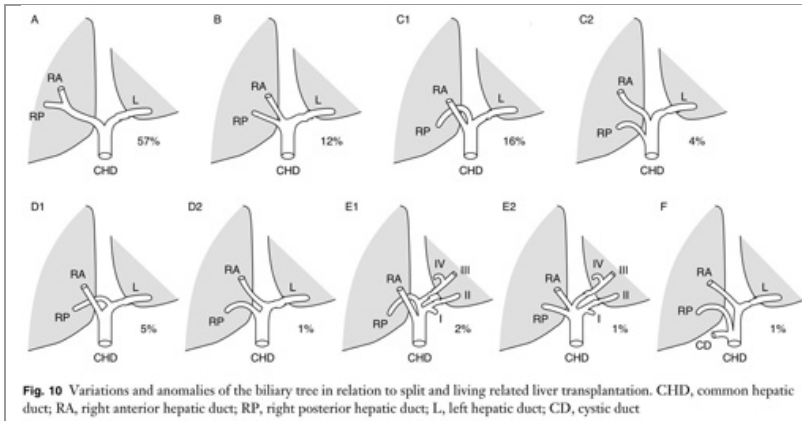 A
B
C1
C2
RA
RP
L
57%
CHD
RA
RP
L
12%
CHD
RA
RP
L
16%
CHD
RA
RP
L
4%
CHD
D1
D2
E1
E2
F
RA
RP
L
5%
CHD
RA
RP
L
1%
CHD
IV
III
RA
II
RP
I
2%
CHD
IV
III
RA
II
RP
I
1%
CHD
RA
L
RP
CD
1%
CHD
Fig. 10 Variations and anomalies of the biliary tree in relation to split and living related liver transplantation. CHD, common hepatic
duct; RA, right anterior hepatic duct; RP, right posterior hepatic duct; L, left hepatic duct; CD, cystic duct